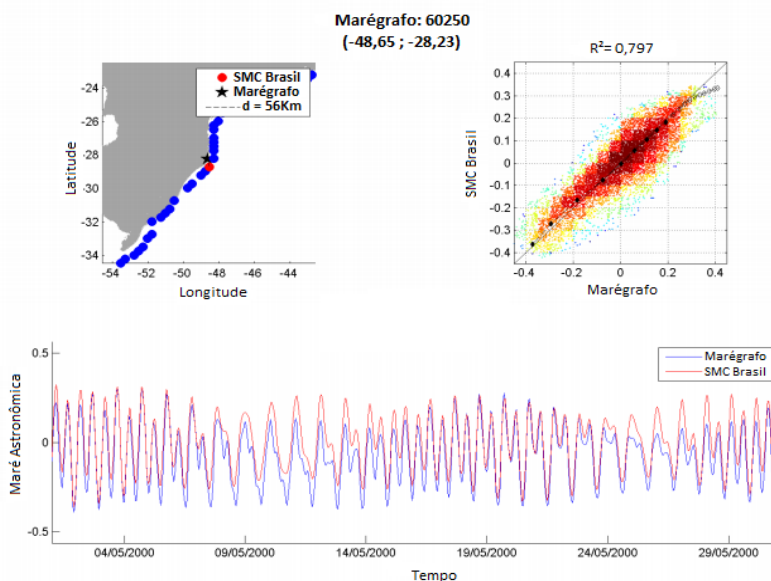 Marégrafo: 60250
(-48,65 ; -28,23)
SMC Brasil
Marégrafo
d = 56Km
-24
-26
-28
-30
-32
-34
Latitude
-54
-52
-50
-48
-46
-44
Longitude
R²= 0,797
0.4
0.3
0.2
0.1
0
-0.1
-0.2
-0.3
-0.4
SMC Brasil
-0.4
-0.2
0
0.2
0.4
Marégrafo
Marégrafo
SMC Brasil
0.5
0
-0.5
Maré Astronômica
04/05/2000
09/05/2000
14/05/2000
19/05/2000
24/05/2000
29/05/2000
Tempo